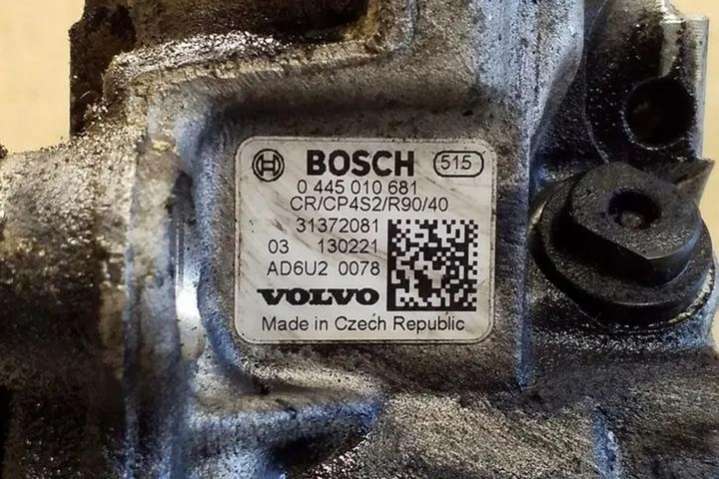 BOSCH 515
0 445 010 681
CR/CP4S2/R90/40
31372081
03 130221
AD6U2 0078
VOLVO
Made in Czech Republic